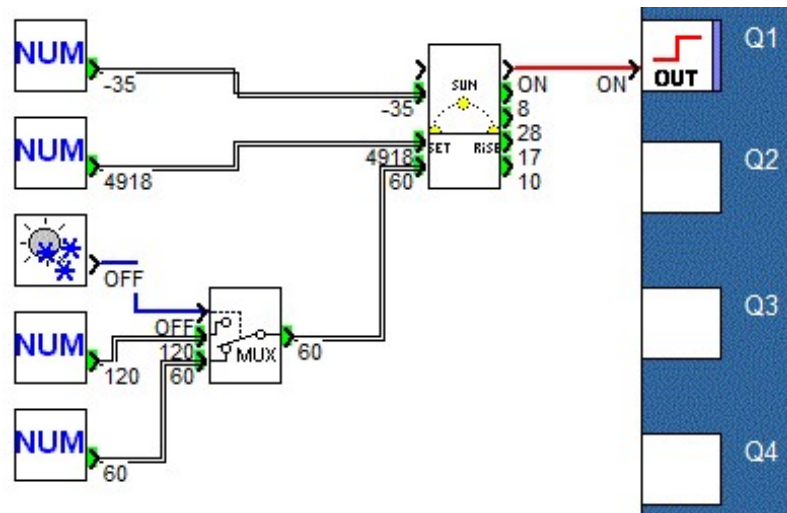 NUM
-35
NUM
4918
OFF
NUM
120
NUM
60
OFF
120
60
MUX
60
-35
4918
60
SUN
SET RiSE
ON
8
28
17
10
ON
OUT
Q1
Q2
Q3
Q4